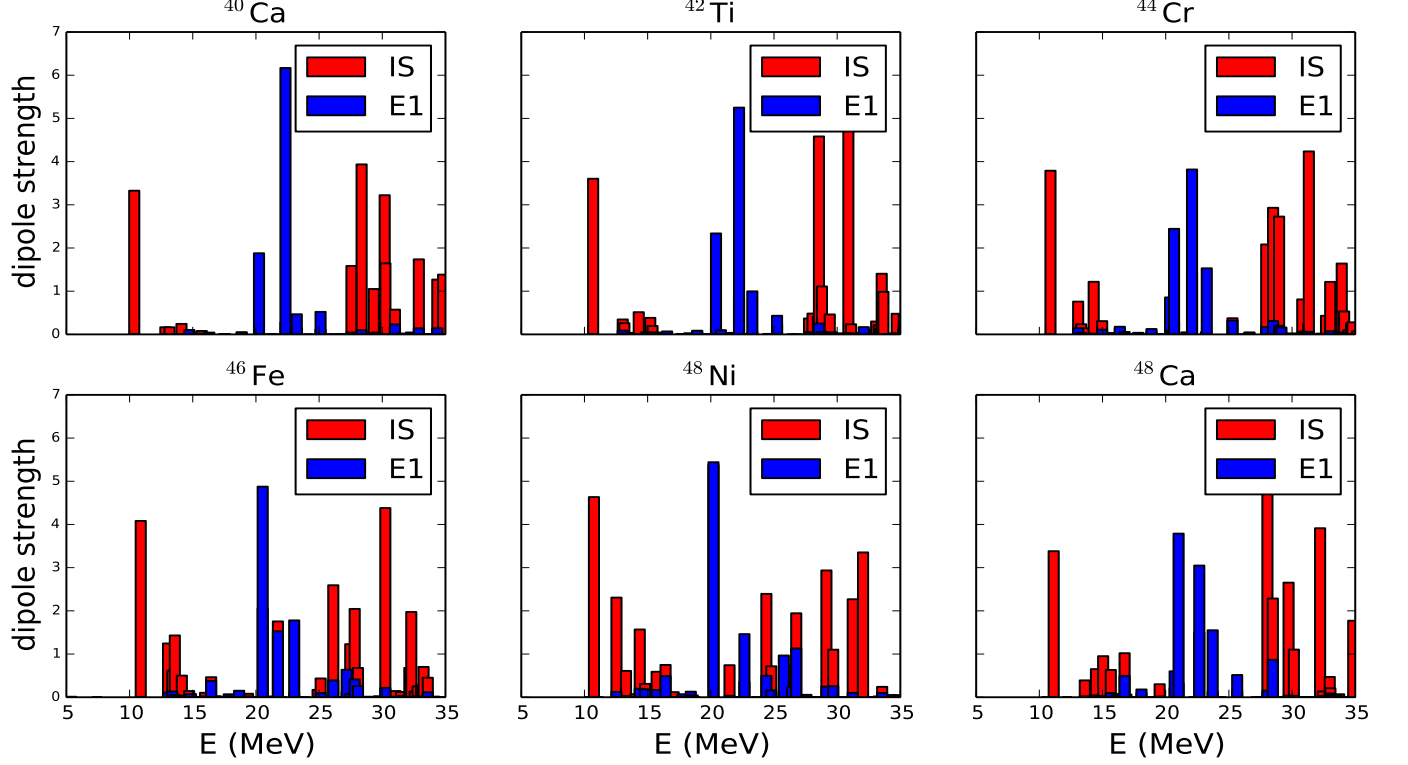 40Ca 42Ti 44Cr
7
6
5
4
3
2
1
0
dipole strength
IS
E1
IS
E1
IS
E1
46Fe 48Ni 48Ca
7
6
5
4
3
2
1
0
dipole strength
IS
E1
IS
E1
IS
E1
5 10 15 20 25 30 35
5 10 15 20 25 30 35
5 10 15 20 25 30 35
E (MeV) E (MeV) E (MeV)